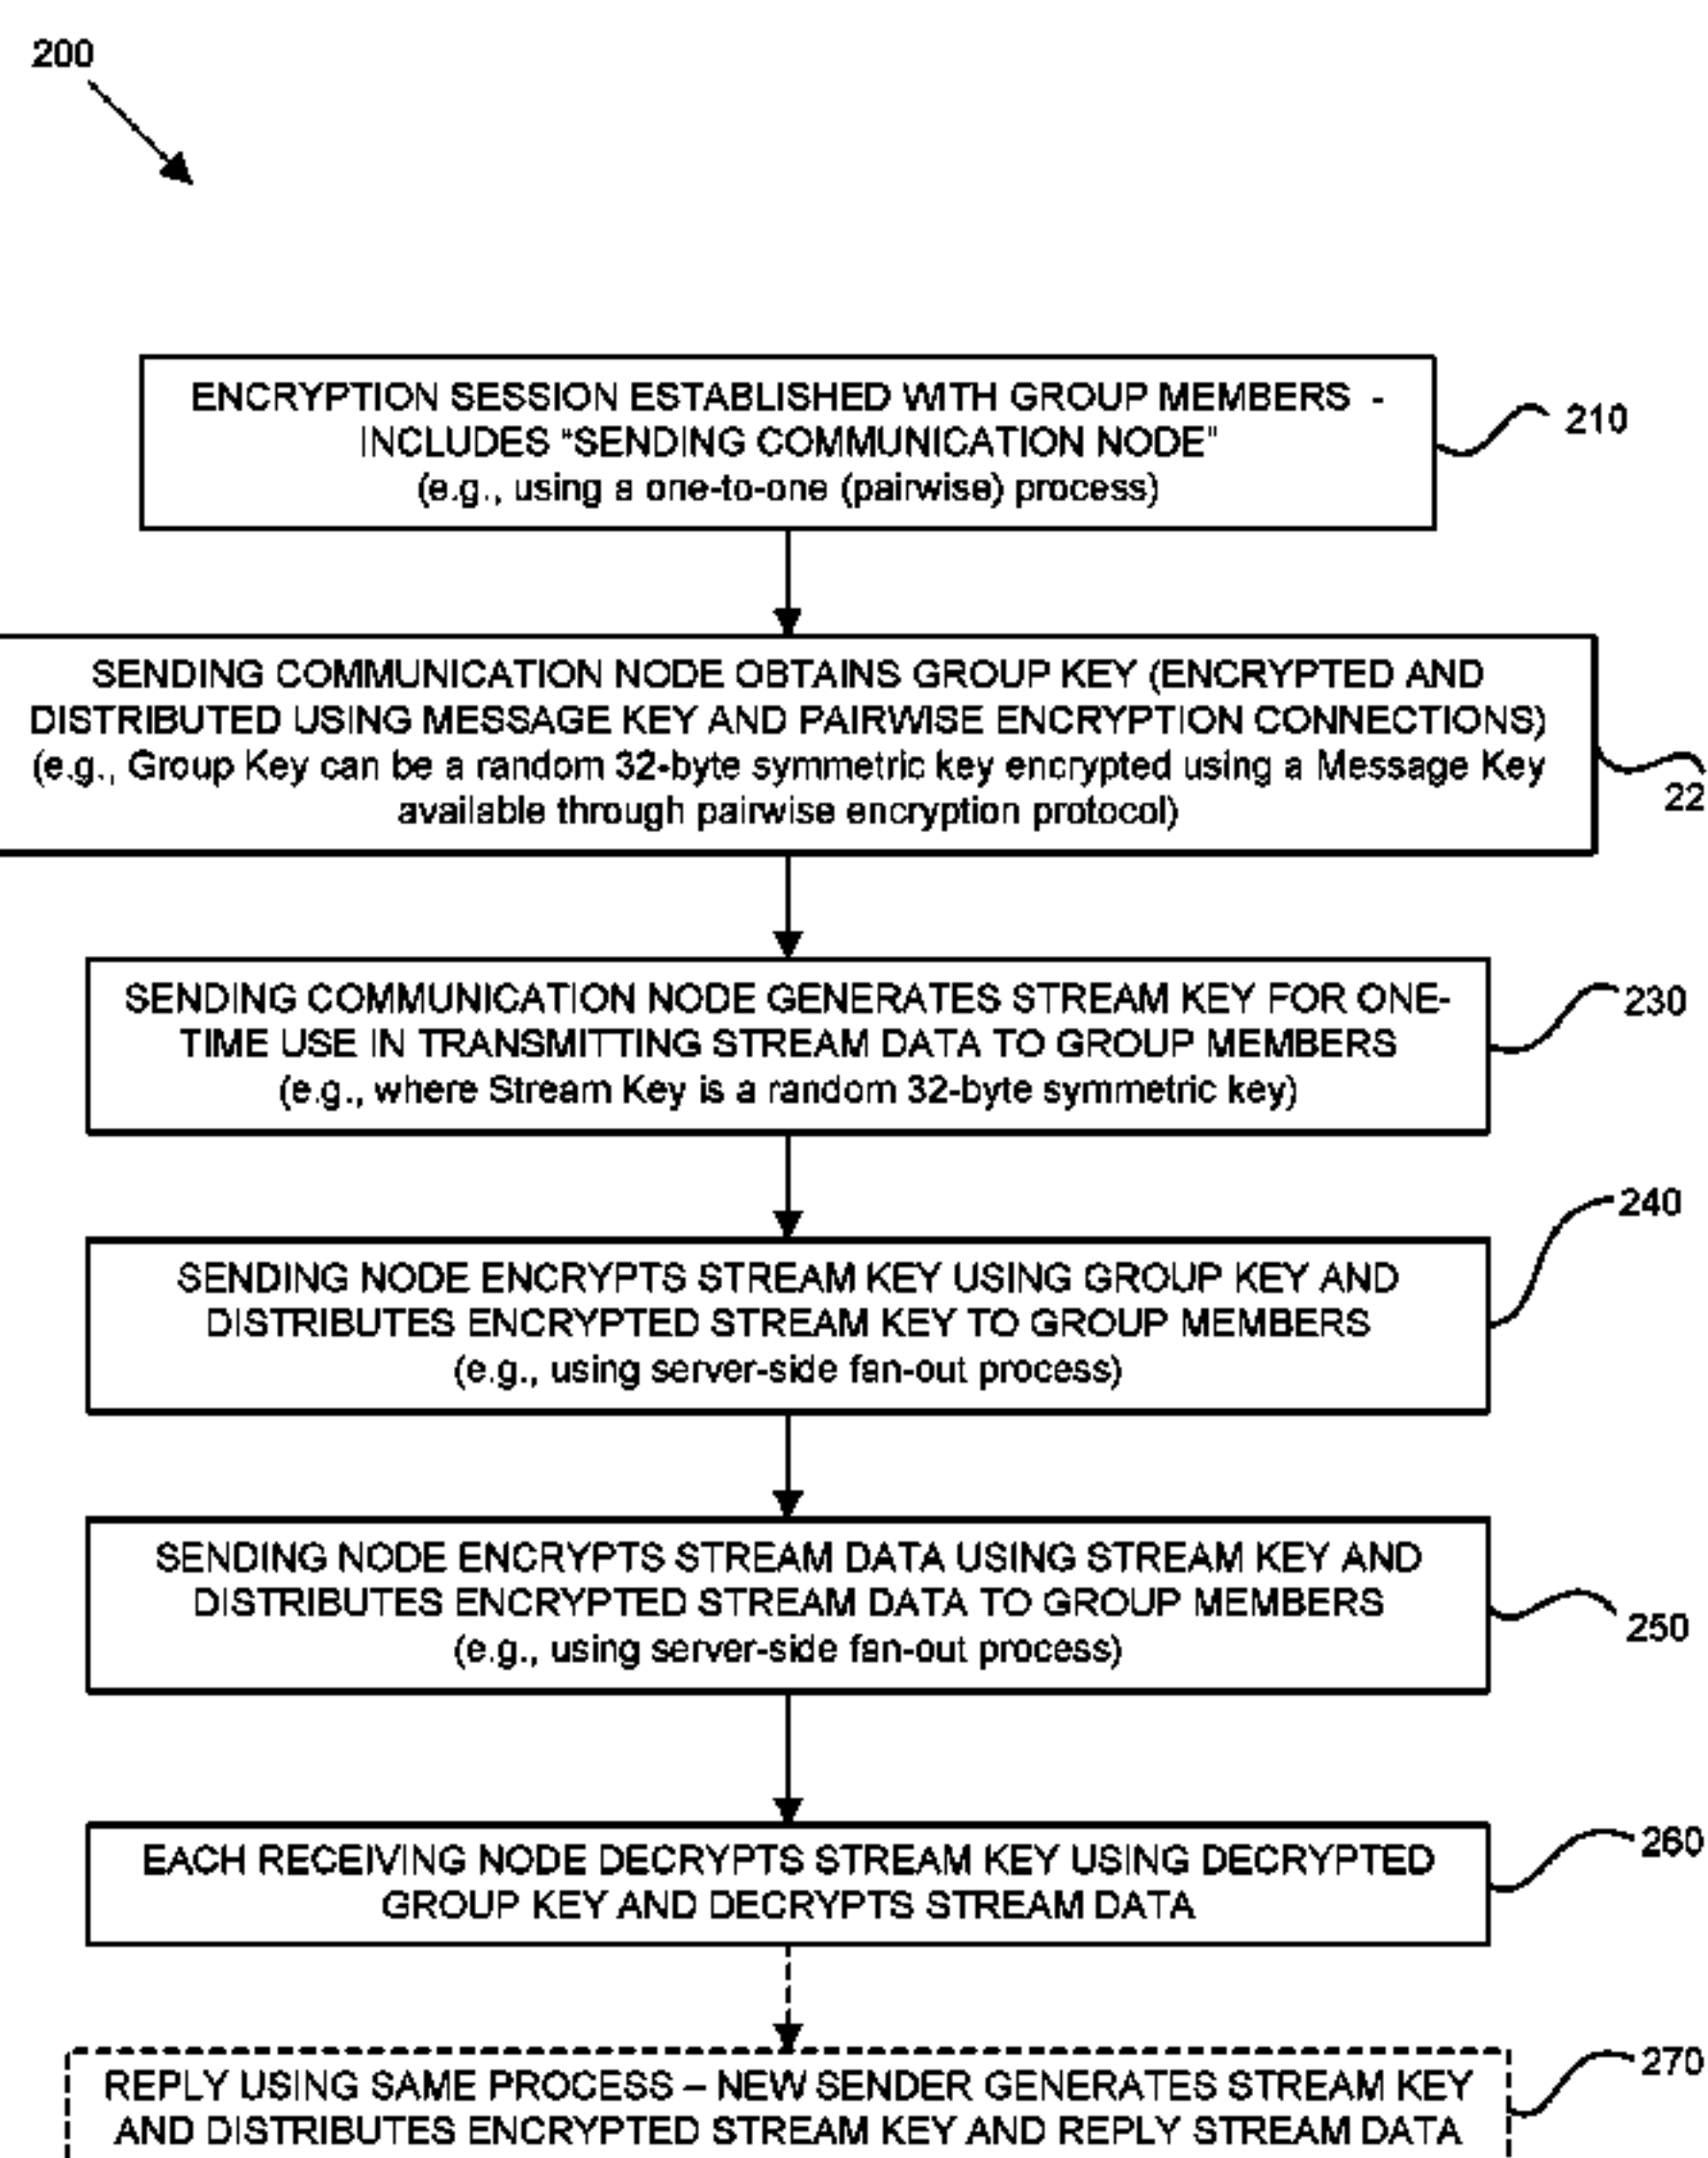 200
ENCRYPTION SESSION ESTABLISHED WITH GROUP MEMBERS -
INCLUDES "SENDING COMMUNICATION NODE"
(e.g., using a one-to-one (pairwise) process)
210
SENDING COMMUNICATION NODE OBTAINS GROUP KEY (ENCRYPTED AND
DISTRIBUTED USING MESSAGE KEY AND PAIRWISE ENCRYPTION CONNECTIONS)
(e.g., Group Key can be a random 32-byte symmetric key encrypted using a Message Key
available through pairwise encryption protocol)
22
SENDING COMMUNICATION NODE GENERATES STREAM KEY FOR ONE-
TIME USE IN TRANSMITTING STREAM DATA TO GROUP MEMBERS
(e.g., where Stream Key is a random 32-byte symmetric key)
230
SENDING NODE ENCRYPTS STREAM KEY USING GROUP KEY AND
DISTRIBUTES ENCRYPTED STREAM KEY TO GROUP MEMBERS
(e.g., using server-side fan-out process)
240
SENDING NODE ENCRYPTS STREAM DATA USING STREAM KEY AND
DISTRIBUTES ENCRYPTED STREAM DATA TO GROUP MEMBERS
(e.g., using server-side fan-out process)
250
EACH RECEIVING NODE DECRYPTS STREAM KEY USING DECRYPTED
GROUP KEY AND DECRYPTS STREAM DATA
260
REPLY USING SAME PROCESS – NEW SENDER GENERATES STREAM KEY
AND DISTRIBUTES ENCRYPTED STREAM KEY AND REPLY STREAM DATA
270